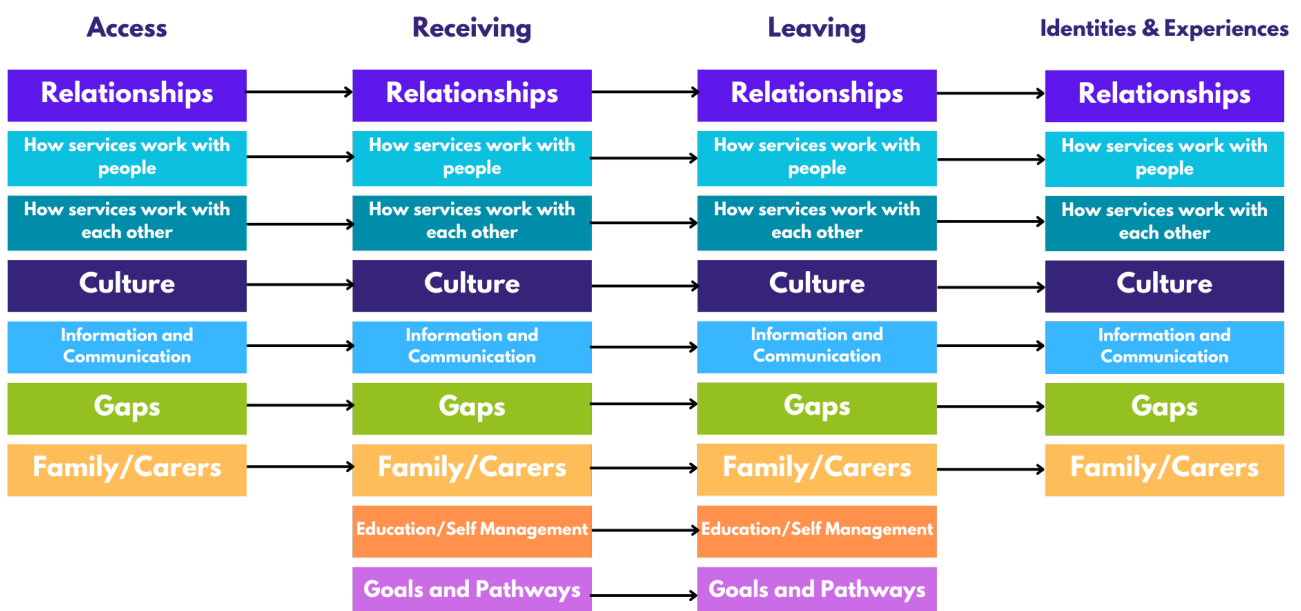 Access
Receiving
Leaving
Identities & Experiences
Relationships
Relationships
Relationships
Relationships
How services work with
people
How services work with
people
How services work with
people
How services work with
people
How services work with
each other
How services work with
each other
How services work with
each other
How services work with
each other
Culture
Culture
Culture
Culture
Information and
Communication
Information and
Communication
Information and
Communication
Information and
Communication
Gaps
Gaps
Gaps
Gaps
Family/Carers
Family/Carers
Family/Carers
Family/Carers
Education/Self Management
Education/Self Management
Goals and Pathways
Goals and Pathways